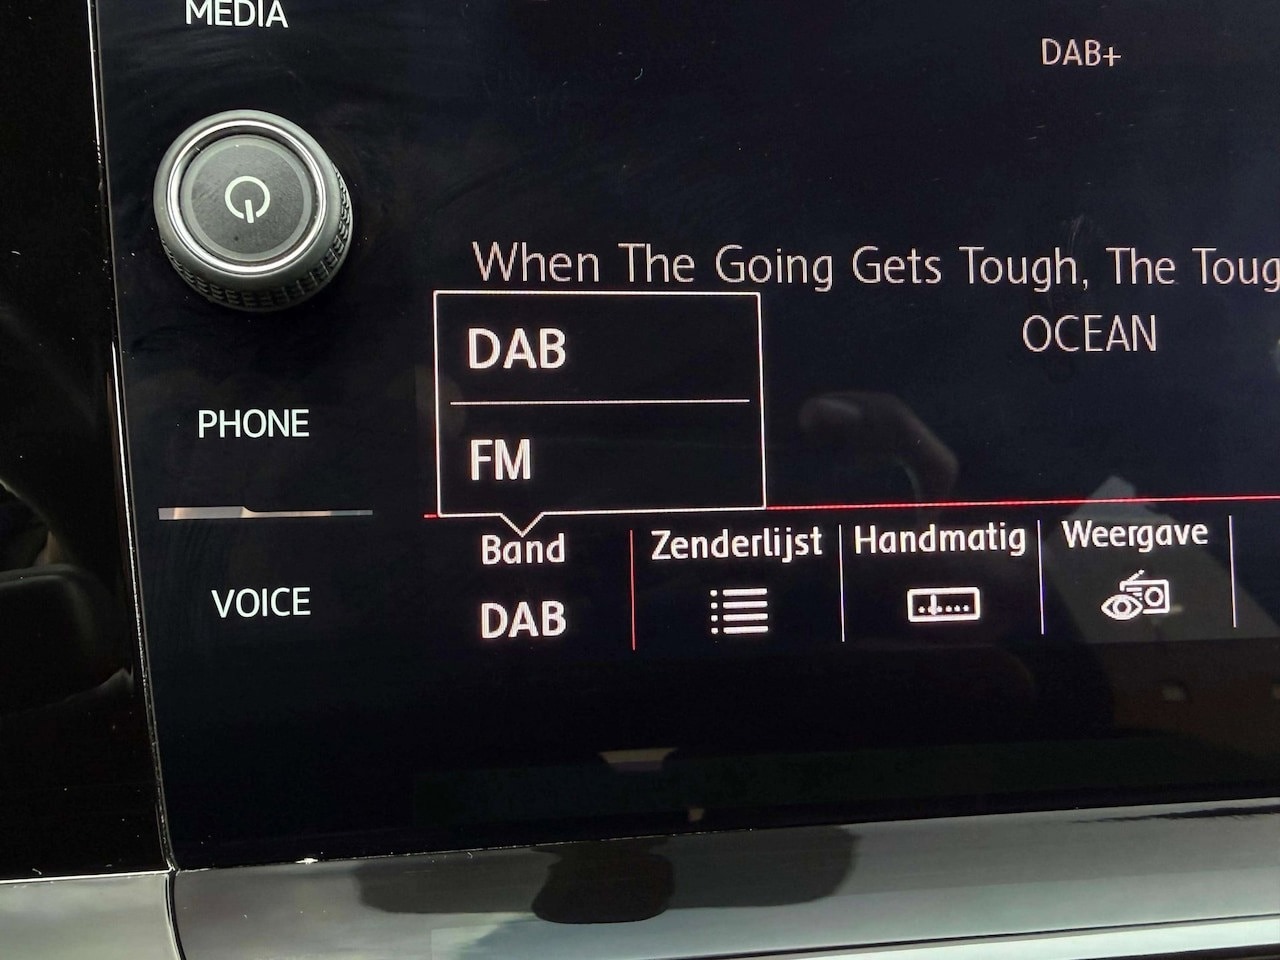 MEDIA
DAB+
When The Going Gets Tough, The Toug
OCEAN
DAB
FM
PHONE
Band
Zenderlijst
Handmatig
Weergave
DAB
VOICE